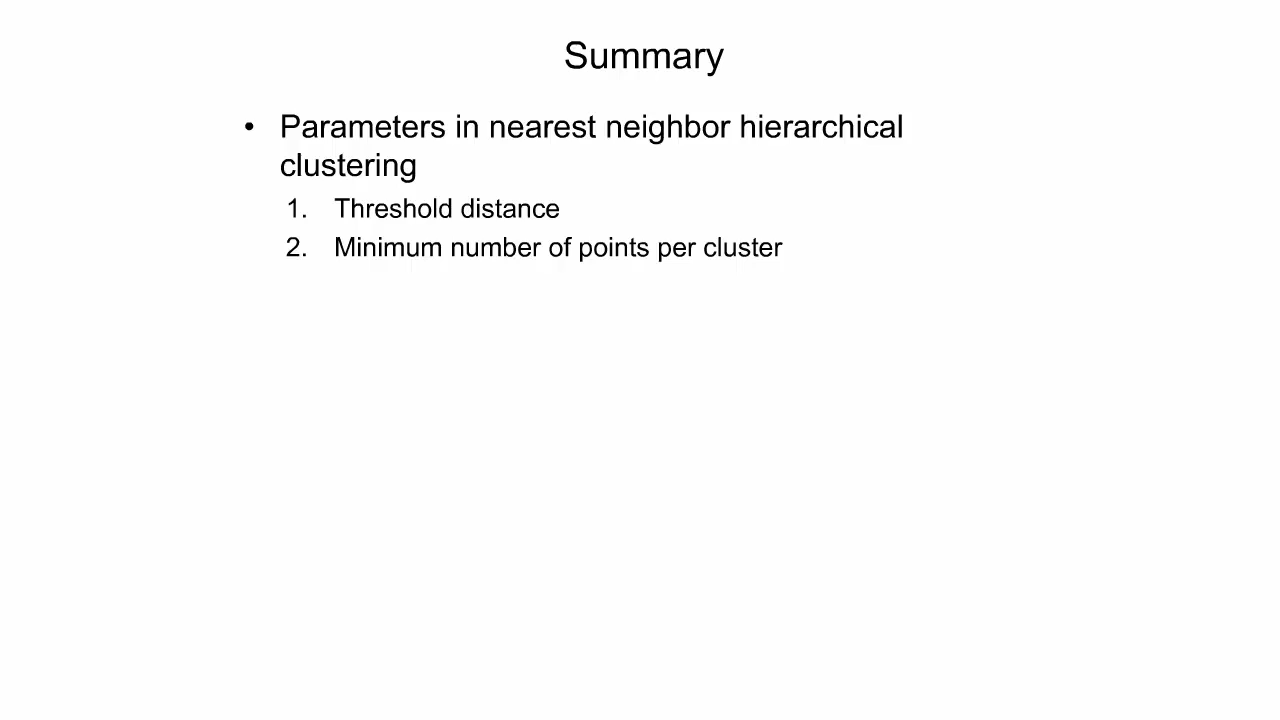 Summary
• Parameters in nearest neighbor hierarchical
clustering
1. Threshold distance
2. Minimum number of points per cluster